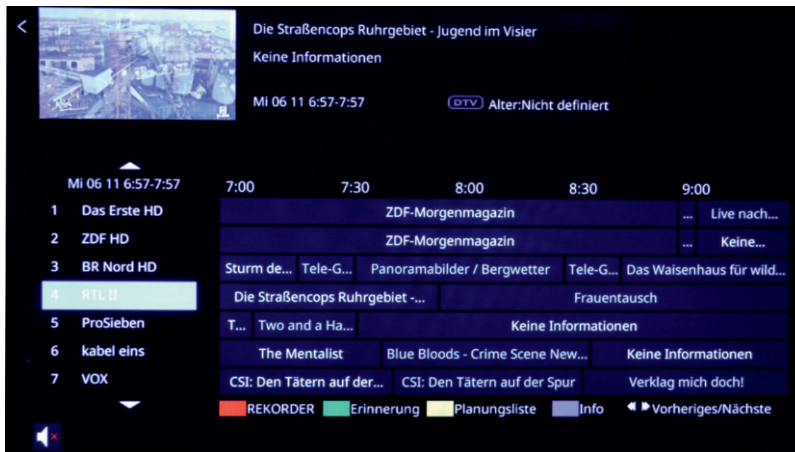 Die Straßencops Ruhrgebiet - Jugend im Visier
Keine Informationen
Mi 06 11 6:57-7:57 DTV Alter:Nicht definiert
Mi 06 11 6:57-7:57 7:00 7:30 8:00 8:30 9:00
1 Das Erste HD ZDF-Morgenmagazin ... Live nach...
2 ZDF HD ZDF-Morgenmagazin ... Keine...
3 BR Nord HD Sturm de... Tele-G... Panoramabilder / Bergwetter Tele-G... Das Waisenhaus für wild...
4 RTL II Die Straßencops Ruhrgebiet -... Frauentausch
5 ProSieben T... Two and a Ha... Keine Informationen
6 kabel eins The Mentalist Blue Bloods - Crime Scene New... Keine Informationen
7 VOX CSI: Den Tätern auf der... CSI: Den Tätern auf der Spur Verklag mich doch!
REKORDER Erinnerung Planungsliste Info Vorheriges/Nächste